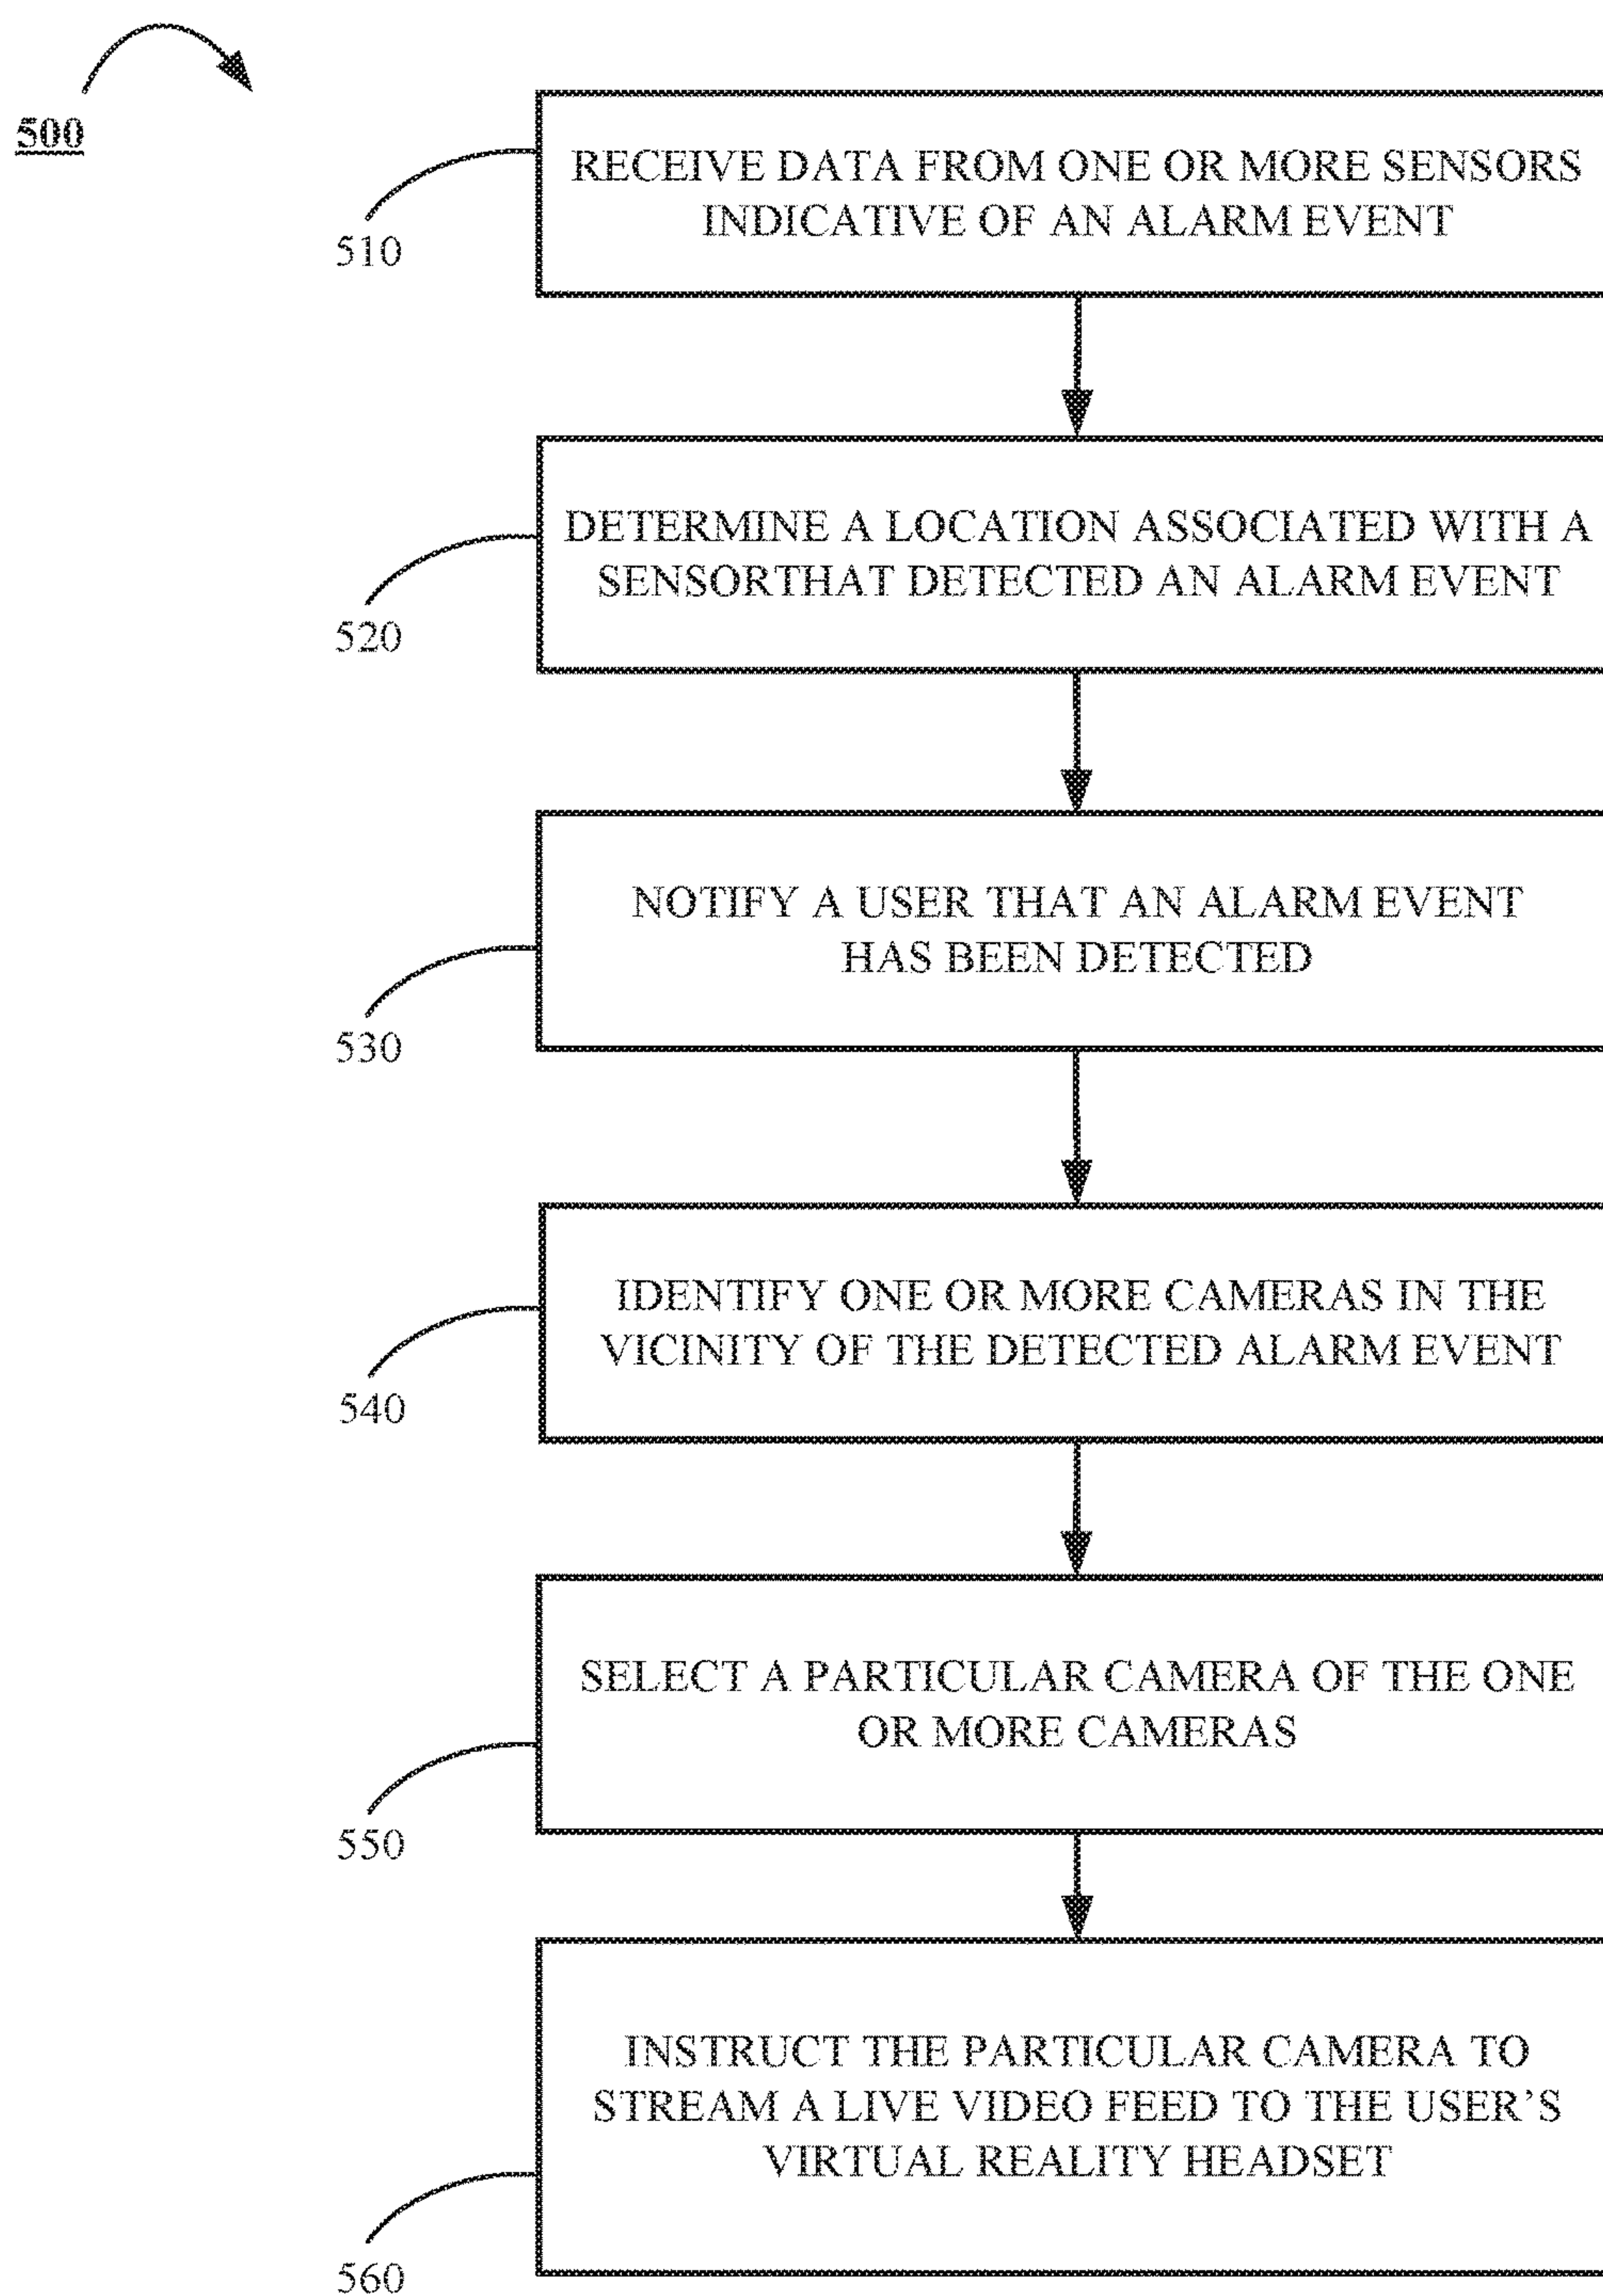 500
RECEIVE DATA FROM ONE OR MORE SENSORS
INDICATIVE OF AN ALARM EVENT
510
DETERMINE A LOCATION ASSOCIATED WITH A
SENSORTHAT DETECTED AN ALARM EVENT
520
NOTIFY A USER THAT AN ALARM EVENT
HAS BEEN DETECTED
530
IDENTIFY ONE OR MORE CAMERAS IN THE
VICINITY OF THE DETECTED ALARM EVENT
540
SELECT A PARTICULAR CAMERA OF THE ONE
OR MORE CAMERAS
550
INSTRUCT THE PARTICULAR CAMERA TO
STREAM A LIVE VIDEO FEED TO THE USER'S
VIRTUAL REALITY HEADSET
560